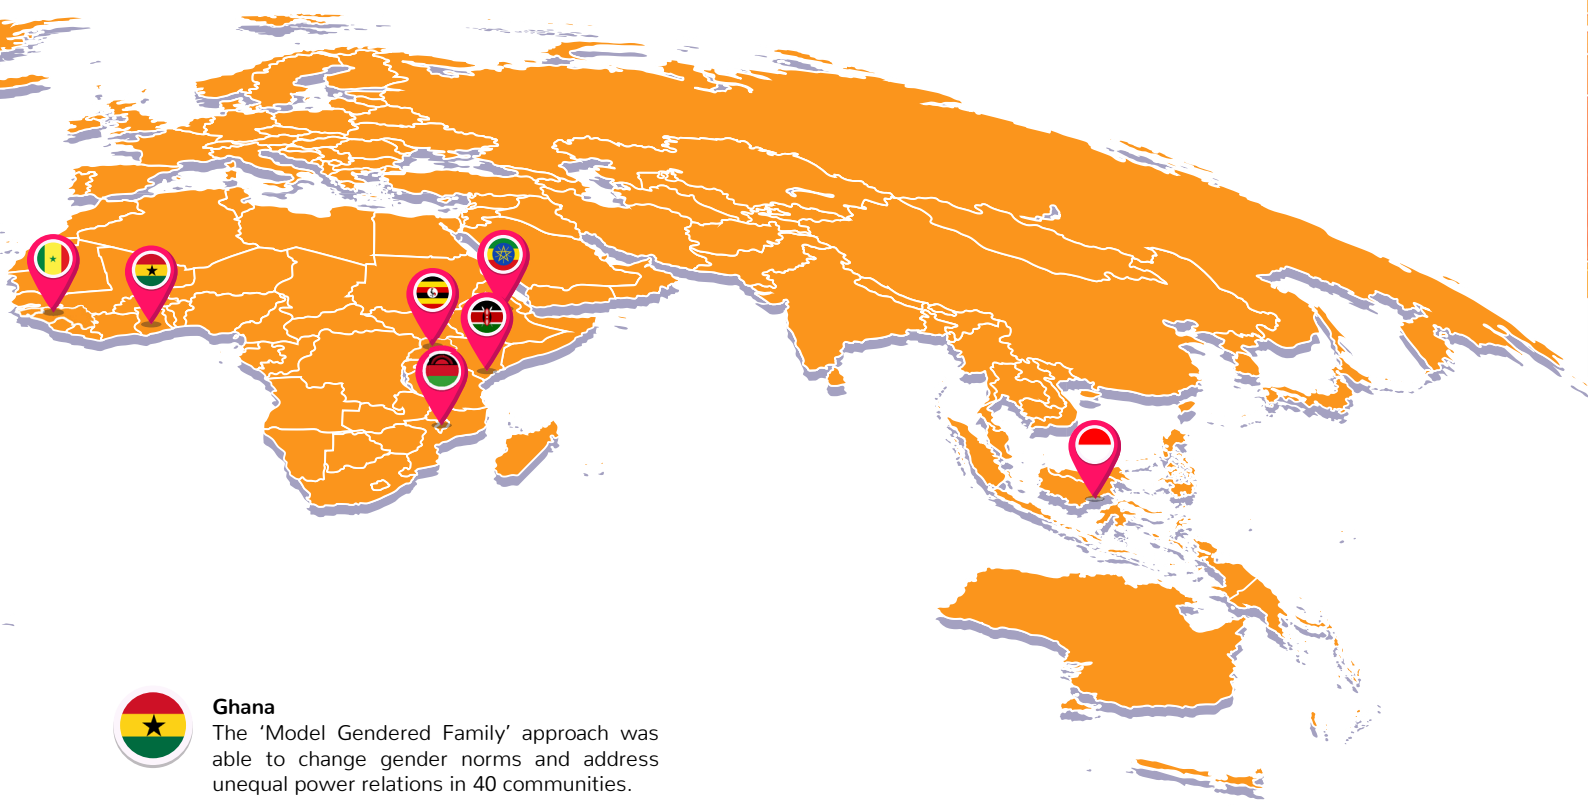 Ghana
The ‘Model Gendered Family’ approach was
able to change gender norms and address
unequal power relations in 40 communities.